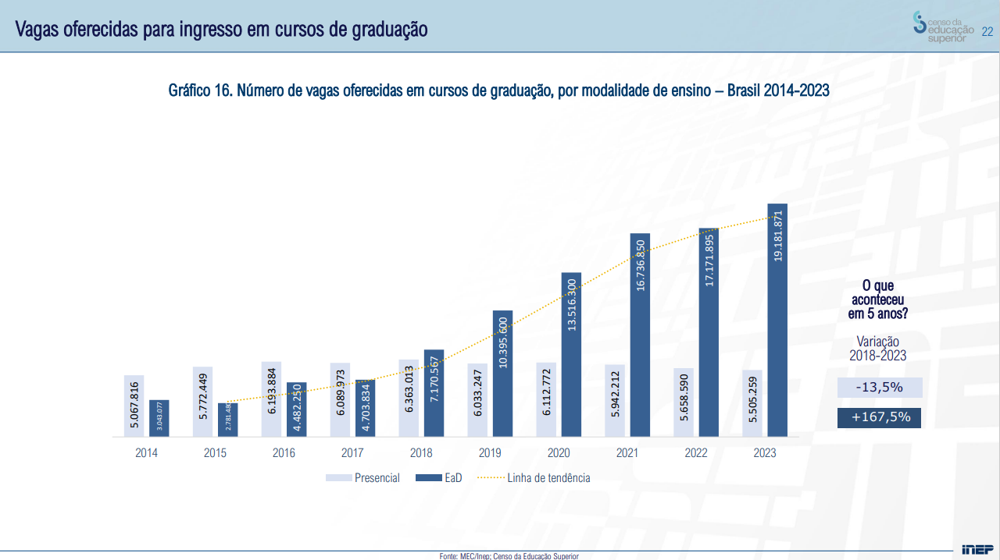 Vagas oferecidas para ingresso em cursos de graduação
censo da
educação
superior
22
Gráfico 16. Número de vagas oferecidas em cursos de graduação, por modalidade de ensino – Brasil 2014-2023
5.067.816
3.043.077
5.772.449
2.781.480
6.193.884
4.482.250
6.089.973
4.703.834
6.363.013
7.170.567
6.033.247
10.395.600
6.112.772
13.516.300
5.942.212
16.736.850
5.658.590
17.171.895
5.505.259
19.181.871
2014
2015
2016
2017
2018
2019
2020
2021
2022
2023
Presencial
EaD
Linha de tendência
O que
aconteceu
em 5 anos?
Variação
2018-2023
-13,5%
+167,5%
Fonte: MEC/Inep; Censo da Educação Superior
inep